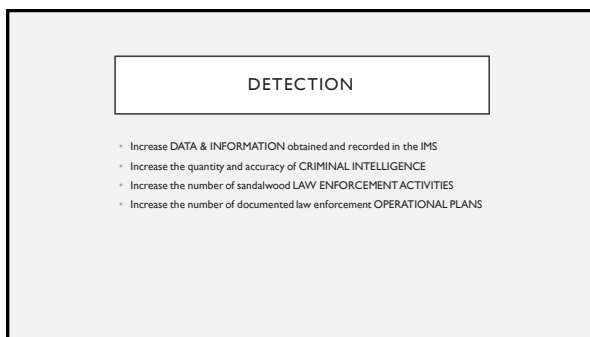 DETECTION
• Increase DATA & INFORMATION obtained and recorded in the IMS
• Increase the quantity and accuracy of CRIMINAL INTELLIGENCE
• Increase the number of sandalwood LAW ENFORCEMENT ACTIVITIES
• Increase the number of documented law enforcement OPERATIONAL PLANS